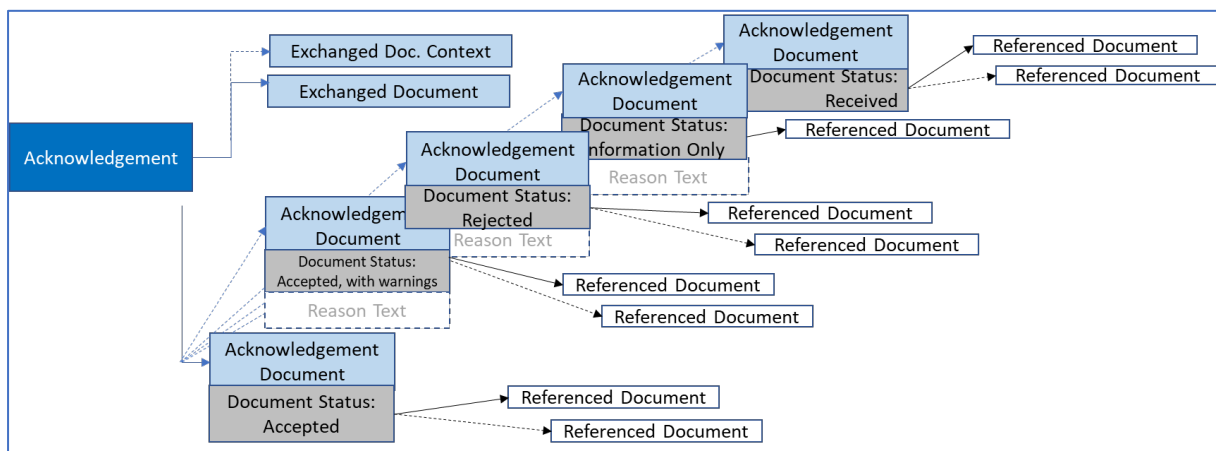 Acknowledgement
Exchanged Doc. Context
Exchanged Document
Acknowledgement
Document
Document Status:
Received
Referenced Document
Referenced Document
Acknowledgement
Document
Document Status:
Information Only
Reason Text
Referenced Document
Acknowledgement
Document
Document Status:
Rejected
Reason Text
Referenced Document
Referenced Document
Acknowledgement
Document
Document Status:
Accepted, with warnings
Reason Text
Referenced Document
Referenced Document
Acknowledgement
Document
Document Status:
Accepted
Referenced Document
Referenced Document